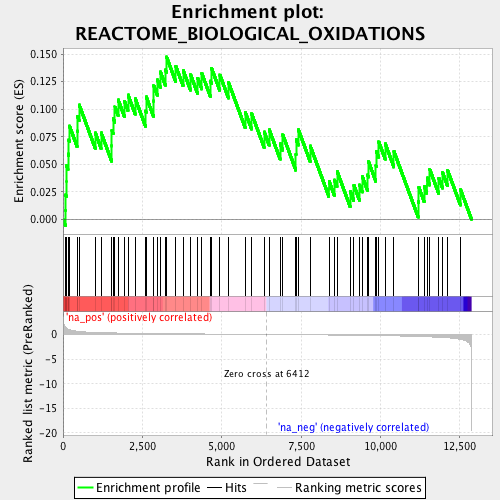 Enrichment plot:
REACTOME_BIOLOGICAL_OXIDATIONS
Enrichment score (ES)
0.150
0.125
0.100
0.075
0.050
0.025
0.000
'na_pos' (positively correlated)
Ranked list metric (PreRanked)
0
-5
-10
-15
-20
Zero cross at 6412
'na_neg' (negatively correlated)
0
2,500
5,000
7,500
10,000
12,500
Rank in Ordered Dataset
Enrichment profile
Hits
Ranking metric scores